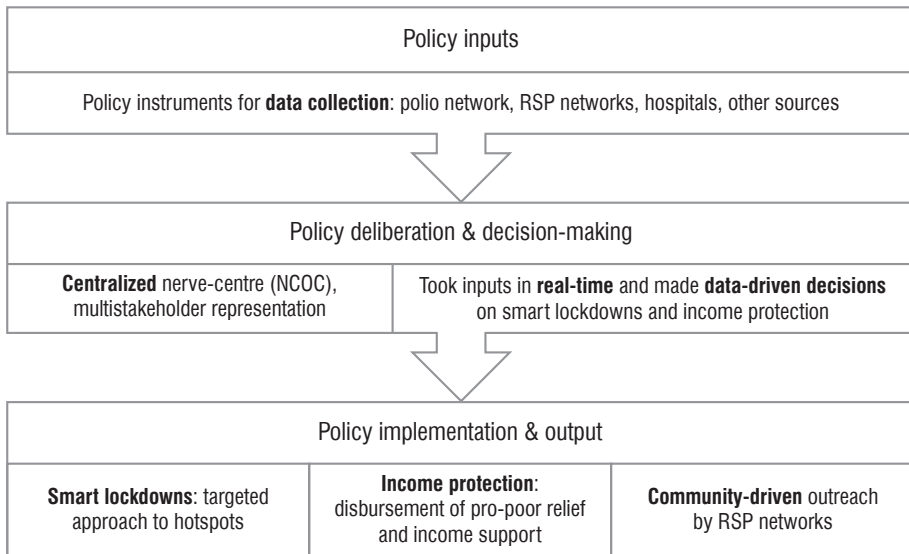 Policy inputs
Policy instruments for data collection: polio network, RSP networks, hospitals, other sources
Policy deliberation & decision-making
Centralized nerve-centre (NCOC),
multistakeholder representation
Took inputs in real-time and made data-driven decisions
on smart lockdowns and income protection
Policy implementation & output
Smart lockdowns: targeted
approach to hotspots
Income protection:
disbursement of pro-poor relief
and income support
Community-driven outreach
by RSP networks